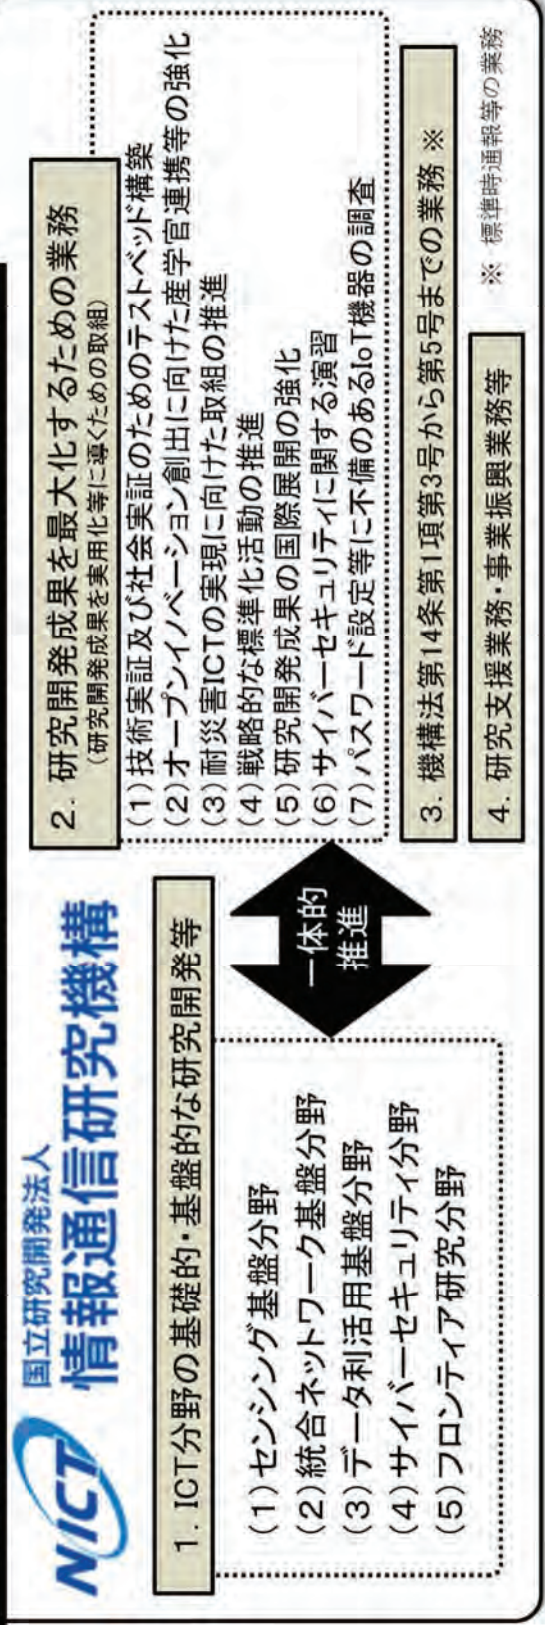 NICT
国立研究開発法人
情報通信研究機構
1. ICT分野の基礎的・基盤的な研究開発等
(1)センシング基盤分野
(2)統合ネットワーク基盤分野
(3)データ利活用基盤分野
(4)サイバーセキュリティ分野
(5)フロンティア研究分野
一体的
推進
2. 研究開発成果を最大化するための業務
(研究開発成果を実用化等に導くための取組)
(1)技術実証及び社会実証のためのテストベッド構築
(2)オープンイノベーション創出に向けた産学官連携等の強化
(3)耐災害ICTの実現に向けた取組の推進
(4)戦略的な標準化活動の推進
(5)研究開発成果の国際展開の強化
(6)サイバーセキュリティに関する演習
(7)パスワード設定等に不備のあるIoT機器の調査
3. 機構法第14条第1項第3号から第5号までの業務 ※
4. 研究支援業務・事業振興業務等
※ 標準時通報等の業務